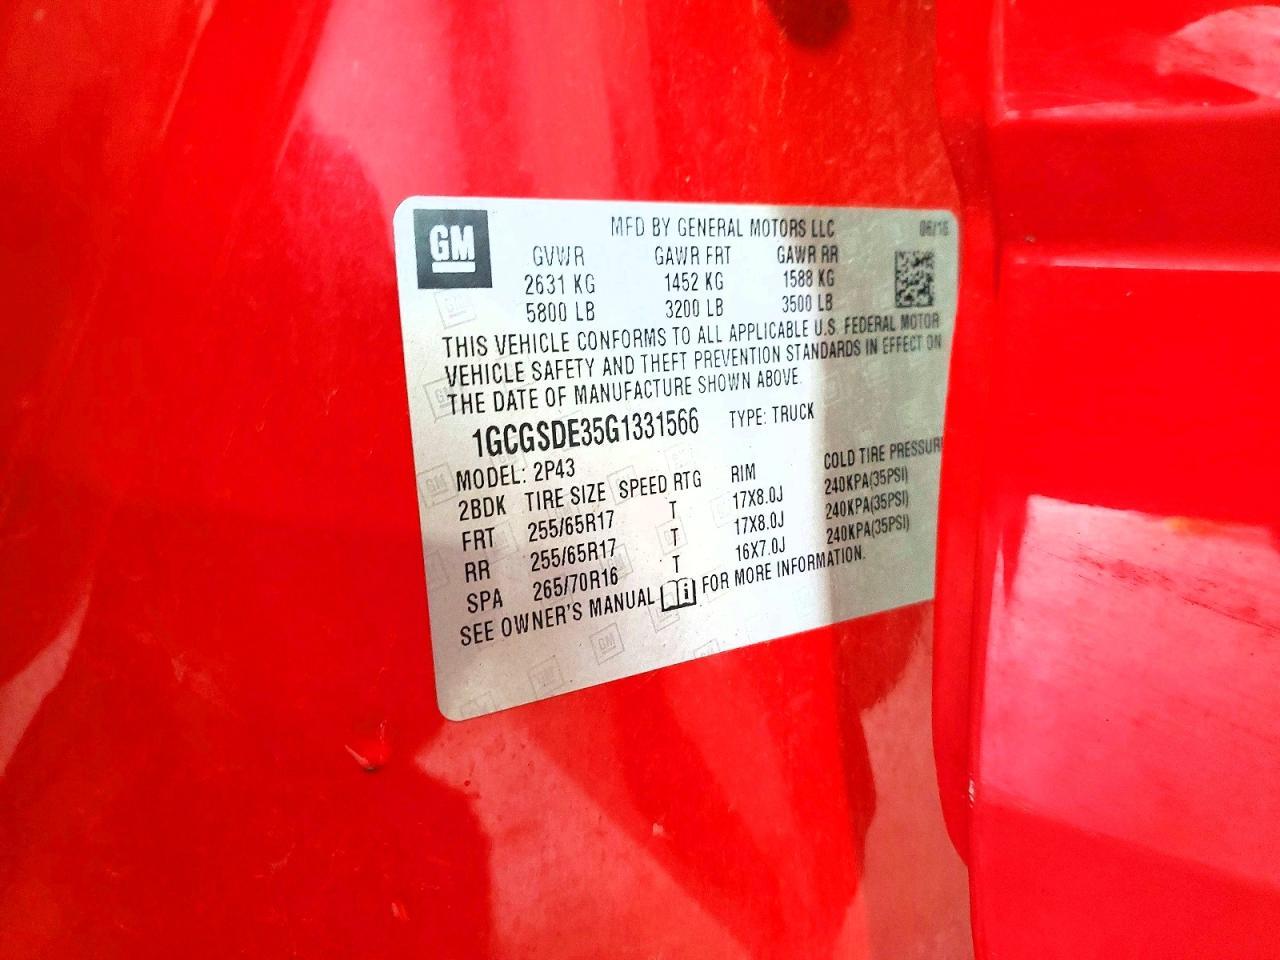 GM
MFD BY GENERAL MOTORS LLC 06/16
GVWR GAWR FRT GAWR RR
2631 KG 1452 KG 1588 KG
5800 LB 3200 LB 3500 LB
THIS VEHICLE CONFORMS TO ALL APPLICABLE U.S. FEDERAL MOTOR
VEHICLE SAFETY AND THEFT PREVENTION STANDARDS IN EFFECT ON
THE DATE OF MANUFACTURE SHOWN ABOVE.
1GCGSDE35G1331566 TYPE: TRUCK
MODEL: 2P43
2BDK TIRE SIZE SPEED RTG RIM COLD TIRE PRESSUR
FRT 255/65R17 T 17X8.0J 240KPA(35PSI)
RR 255/65R17 T 17X8.0J 240KPA(35PSI)
SPA 265/70R16 T 16X7.0J 240KPA(35PSI)
SEE OWNER'S MANUAL FOR MORE INFORMATION.